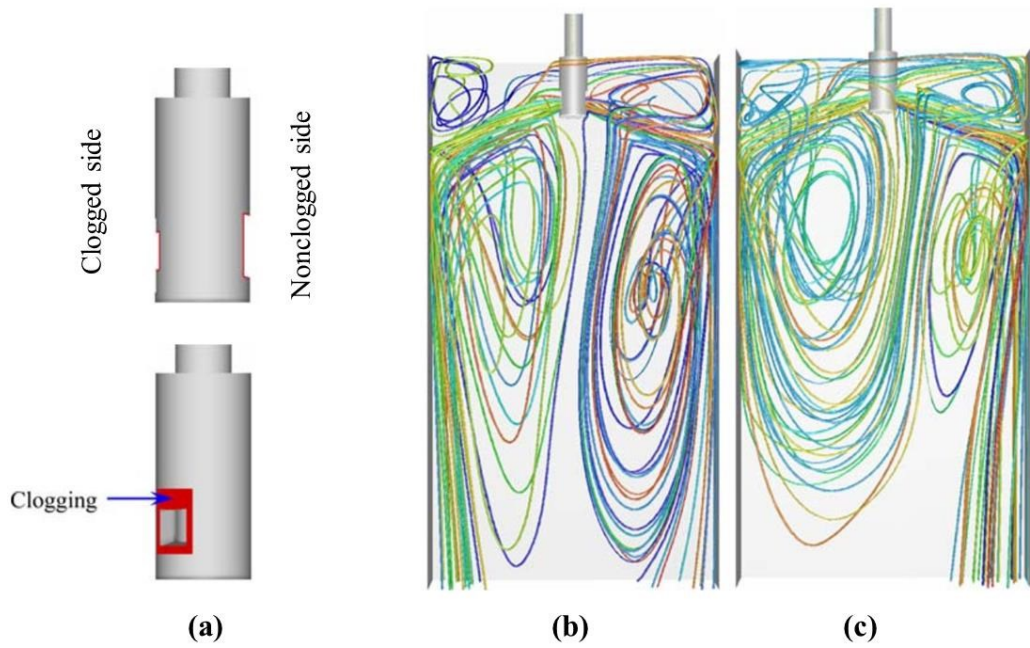 Clogged side
Nonclogged side
Clogging
(a)
(b)
(c)